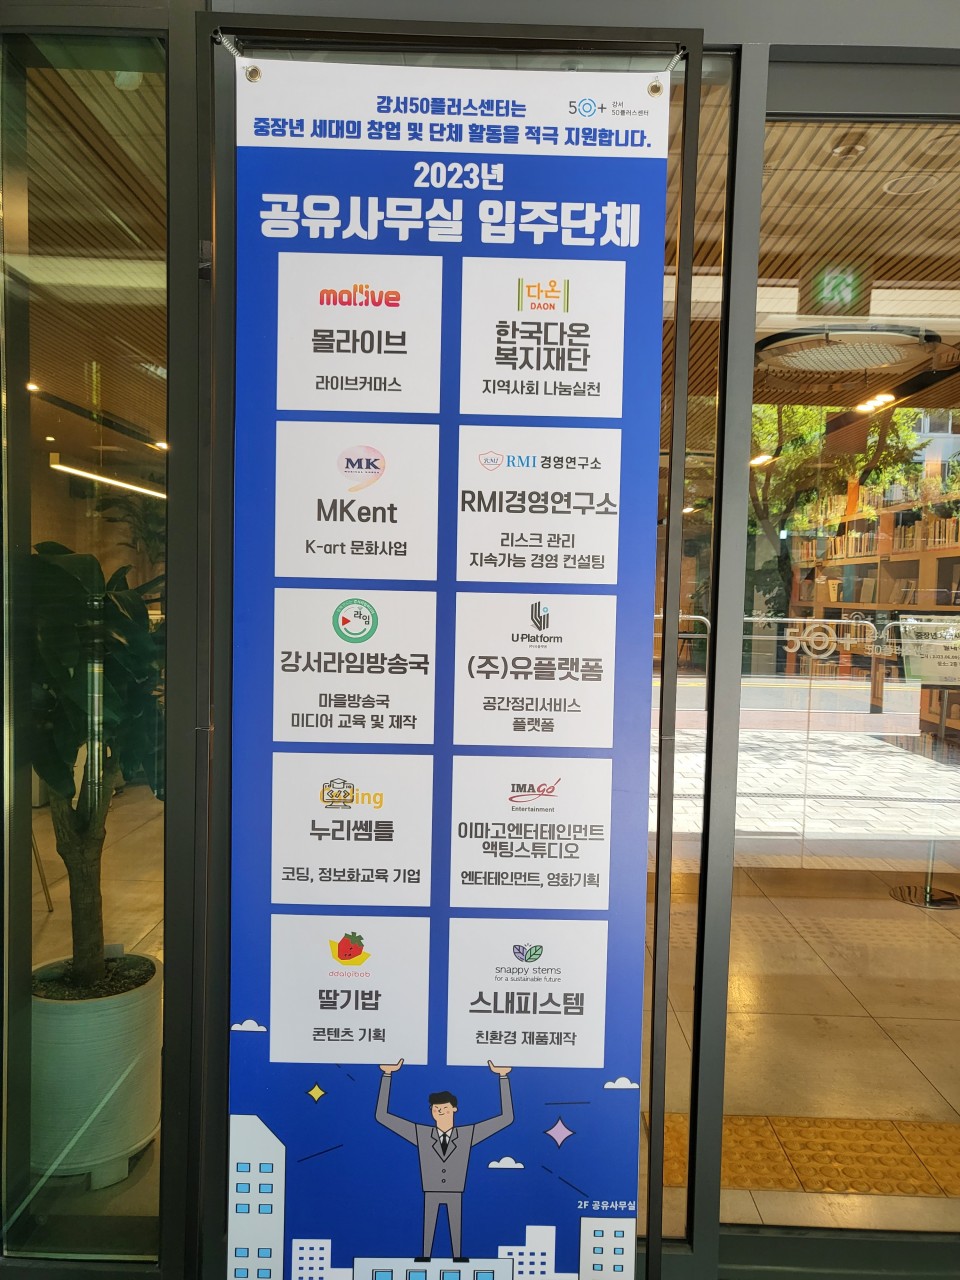 강서50플러스센터는
중장년 세대의 창업 및 단체 활동을 적극 지원합니다.
50+ 강서
50플러스센터
2023년
공유사무실 입주단체
mallive
몰라이브
라이브커머스
다온
DAON
한국다온
복지재단
지역사회 나눔실천
MK
MKent
K-art 문화사업
RMI RMI 경영연구소
RMI경영연구소
리스크 관리
지속가능 경영 컨설팅
라임
강서라임방송국
마을방송국
미디어 교육 및 제작
U·Platform
(주)유플랫폼
공간정리서비스
플랫폼
Coding
누리쎔틀
코딩, 정보화교육 기업
IMAGO
Entertainment
이마고엔터테인먼트
액팅스튜디오
엔터테인먼트, 영화기획
ddalgibob
딸기밥
콘텐츠 기획
snappy stems
for a sustainable future
스내피스템
친환경 제품제작
2F 공유사무실
50+